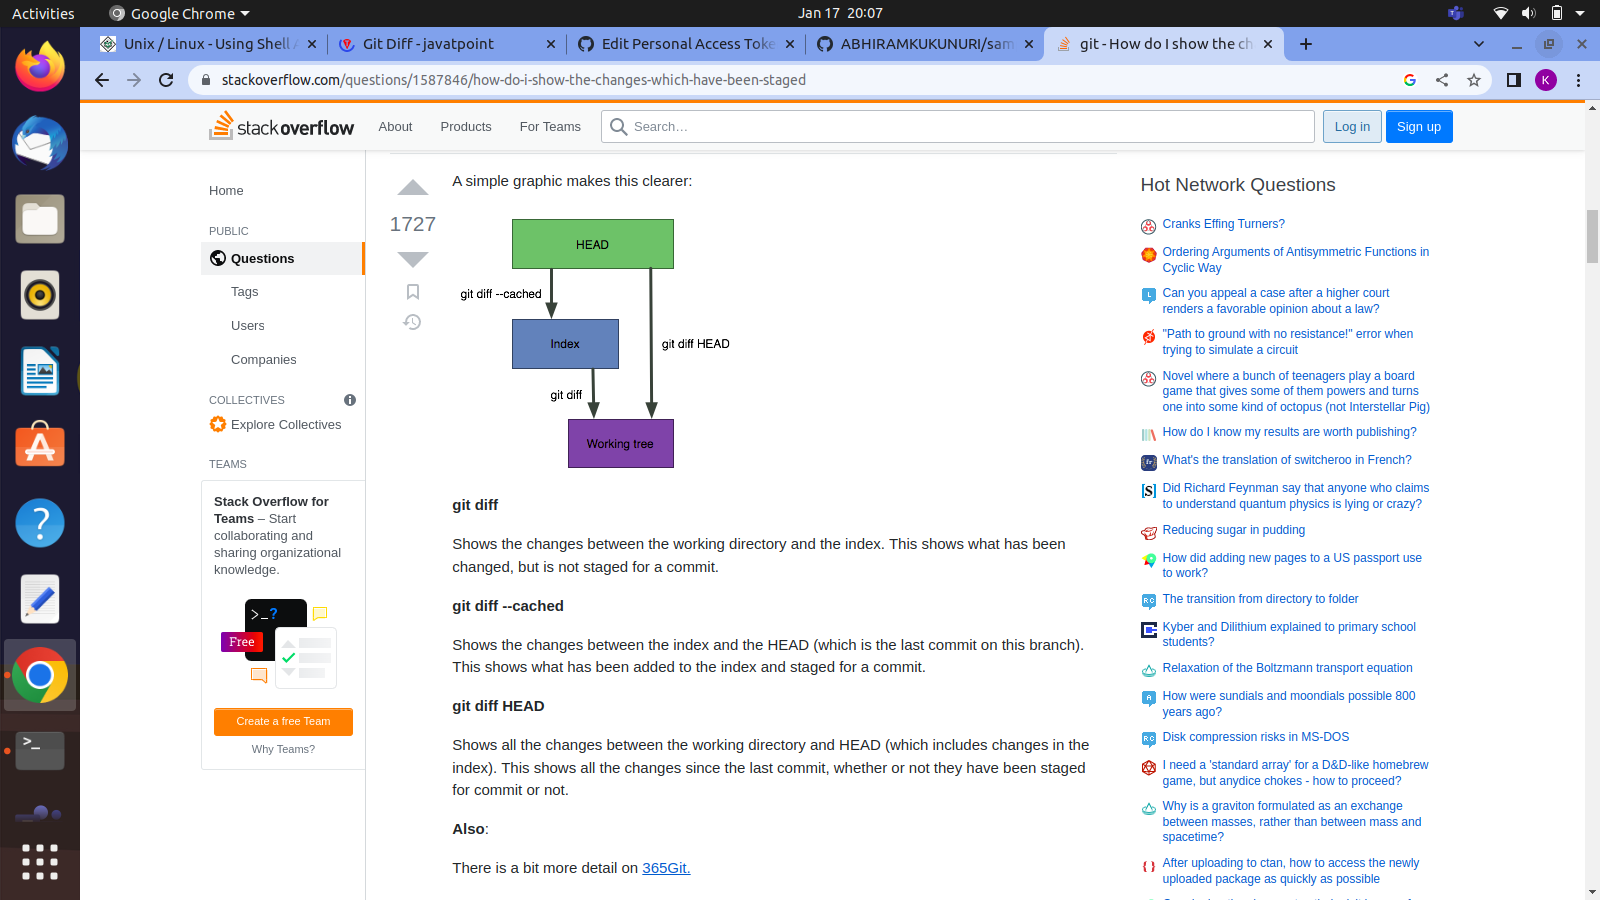 Activities
Google Chrome
Jan 17 20:07
Unix / Linux - Using Shell A
Git Diff - javatpoint
Edit Personal Access Toke
ABHIRAMKUKUNURI/sam
git - How do I show the ch
stackoverflow.com/questions/1587846/how-do-i-show-the-changes-which-have-been-staged
K
stack overflow
About
Products
For Teams
Search…
Log in
Sign up
Home
PUBLIC
Questions
Tags
Users
Companies
COLLECTIVES
Explore Collectives
TEAMS
Stack Overflow for
Teams – Start
collaborating and
sharing organizational
knowledge.
>_?
Free
Create a free Team
Why Teams?
1727
A simple graphic makes this clearer:
HEAD
git diff --cached
Index
git diff HEAD
git diff
Working tree
git diff
Shows the changes between the working directory and the index. This shows what has been
changed, but is not staged for a commit.
git diff --cached
Shows the changes between the index and the HEAD (which is the last commit on this branch).
This shows what has been added to the index and staged for a commit.
git diff HEAD
Shows all the changes between the working directory and HEAD (which includes changes in the
index). This shows all the changes since the last commit, whether or not they have been staged
for commit or not.
Also:
There is a bit more detail on 365Git.
Hot Network Questions
Cranks Effing Turners?
Ordering Arguments of Antisymmetric Functions in
Cyclic Way
Can you appeal a case after a higher court
renders a favorable opinion about a law?
"Path to ground with no resistance!" error when
trying to simulate a circuit
Novel where a bunch of teenagers play a board
game that gives some of them powers and turns
one into some kind of octopus (not Interstellar Pig)
How do I know my results are worth publishing?
What's the translation of switcheroo in French?
Did Richard Feynman say that anyone who claims
to understand quantum physics is lying or crazy?
Reducing sugar in pudding
How did adding new pages to a US passport use
to work?
The transition from directory to folder
Kyber and Dilithium explained to primary school
students?
Relaxation of the Boltzmann transport equation
How were sundials and moondials possible 800
years ago?
Disk compression risks in MS-DOS
I need a 'standard array' for a D&D-like homebrew
game, but anydice chokes - how to proceed?
Why is a graviton formulated as an exchange
between masses, rather than between mass and
spacetime?
After uploading to ctan, how to access the newly
uploaded package as quickly as possible